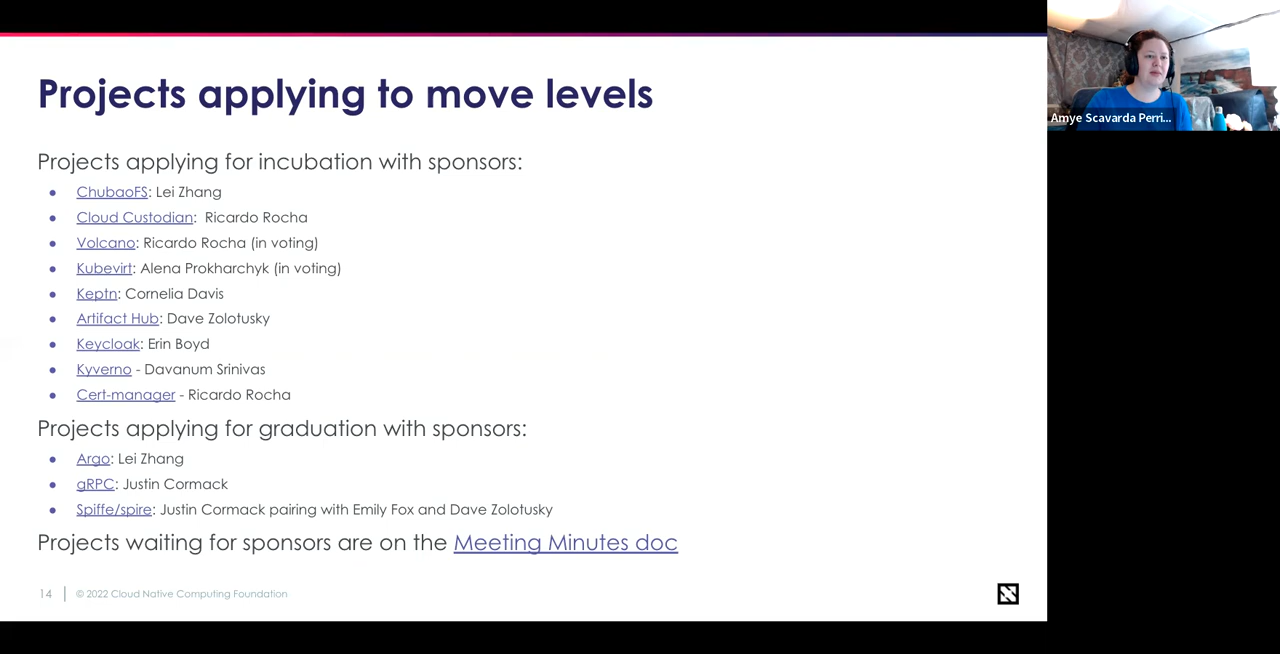 Projects applying to move levels
Amye Scavarda Perri...
Projects applying for incubation with sponsors:
● ChubaoFS: Lei Zhang
● Cloud Custodian:  Ricardo Rocha
● Volcano: Ricardo Rocha (in voting)
● Kubevirt: Alena Prokharchyk (in voting)
● Keptn: Cornelia Davis
● Artifact Hub: Dave Zolotusky
● Keycloak: Erin Boyd
● Kyverno - Davanum Srinivas
● Cert-manager - Ricardo Rocha
Projects applying for graduation with sponsors:
● Argo: Lei Zhang
● gRPC: Justin Cormack
● Spiffe/spire: Justin Cormack pairing with Emily Fox and Dave Zolotusky
Projects waiting for sponsors are on the Meeting Minutes doc
14 | © 2022 Cloud Native Computing Foundation